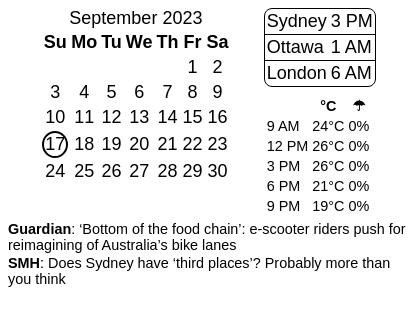 September 2023
Su Mo Tu We Th Fr Sa
1 2
3 4 5 6 7 8 9
10 11 12 13 14 15 16
17 18 19 20 21 22 23
24 25 26 27 28 29 30
Sydney 3 PM
Ottawa 1 AM
London 6 AM
°C ☂
9 AM 24°C 0%
12 PM 26°C 0%
3 PM 26°C 0%
6 PM 21°C 0%
9 PM 19°C 0%
Guardian: ‘Bottom of the food chain’: e-scooter riders push for
reimagining of Australia’s bike lanes
SMH: Does Sydney have ‘third places’? Probably more than
you think